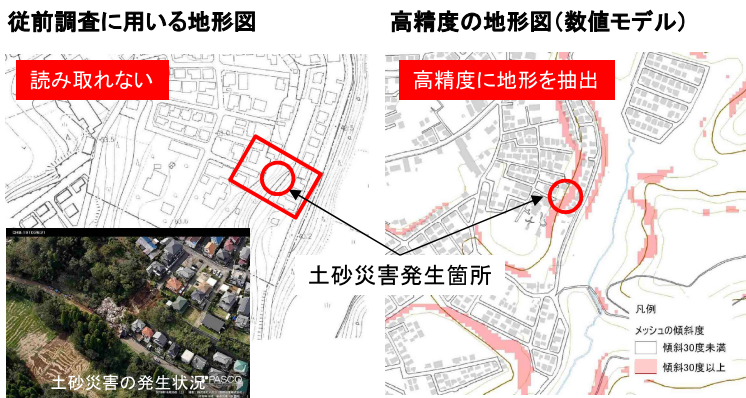 従前調査に用いる地形図
高精度の地形図(数値モデル)
読み取れない
高精度に地形を抽出
土砂災害発生箇所
土砂災害の発生状況
PASCO
凡例
メッシュの傾斜度
傾斜30度未満
傾斜30度以上